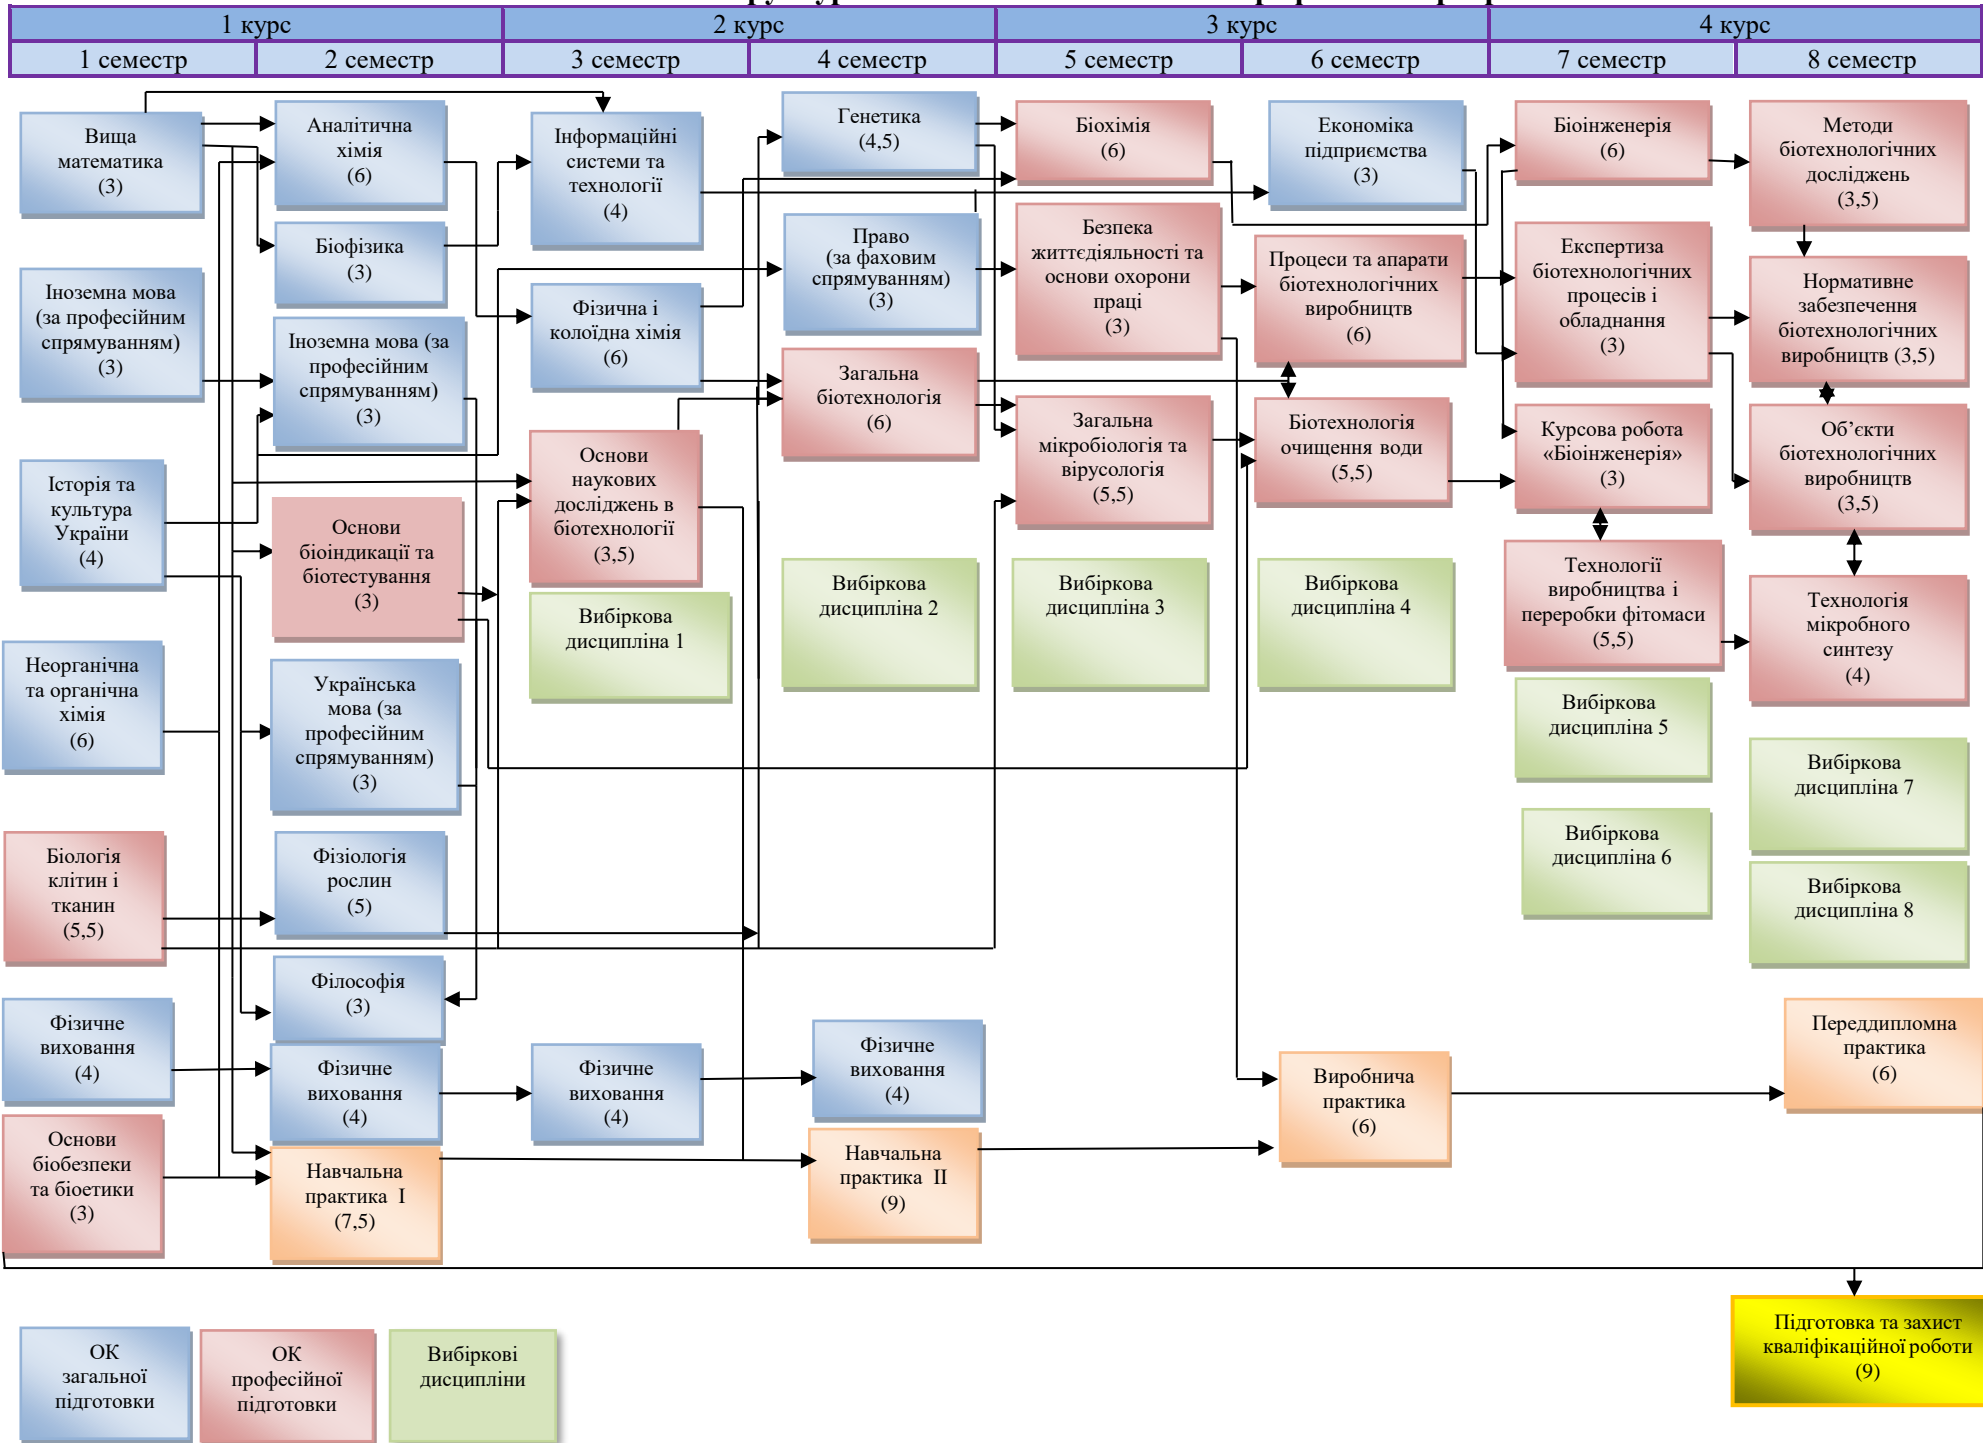 1 курс
2 курс
3 курс
4 курс
1 семестр
2 семестр
3 семестр
4 семестр
5 семестр
6 семестр
7 семестр
8 семестр
Вища
математика
(3)
Іноземна мова
(за професійним
спрямуванням)
(3)
Історія та
культура
України
(4)
Неорганічна
та органічна
хімія
(6)
Біологія
клітин і
тканин
(5,5)
Фізичне
виховання
(4)
Основи
біобезпеки
та біоетики
(3)
Аналітична
хімія
(6)
Біофізика
(3)
Іноземна мова (за
професійним
спрямуванням)
(3)
Основи
біоіндикації та
біотестування
(3)
Українська
мова (за
професійним
спрямуванням)
(3)
Фізіологія
рослин
(5)
Філософія
(3)
Фізичне
виховання
(4)
Навчальна
практика І
(7,5)
Інформаційні
системи та
технології
(4)
Фізична і
колоїдна хімія
(6)
Основи
наукових
досліджень в
біотехнології
(3,5)
Вибіркова
дисципліна 1
Фізичне
виховання
(4)
Генетика
(4,5)
Право
(за фаховим
спрямуванням)
(3)
Загальна
біотехнологія
(6)
Вибіркова
дисципліна 2
Фізичне
виховання
(4)
Навчальна
практика ІІ
(9)
Біохімія
(6)
Безпека
життєдіяльності та
основи охорони
праці
(3)
Загальна
мікробіологія та
вірусологія
(5,5)
Вибіркова
дисципліна 3
Економіка
підприємства
(3)
Процеси та апарати
біотехнологічних
виробництв
(6)
Біотехнологія
очищення води
(5,5)
Вибіркова
дисципліна 4
Виробнича
практика
(6)
Біоінженерія
(6)
Експертиза
біотехнологічних
процесів і
обладнання
(3)
Курсова робота
«Біоінженерія»
(3)
Технології
виробництва і
переробки фітомаси
(5,5)
Вибіркова
дисципліна 5
Вибіркова
дисципліна 6
Методи
біотехнологічних
досліджень
(3,5)
Нормативне
забезпечення
біотехнологічних
виробництв (3,5)
Об’єкти
біотехнологічних
виробництв
(3,5)
Технологія
мікробного
синтезу
(4)
Вибіркова
дисципліна 7
Вибіркова
дисципліна 8
Переддипломна
практика
(6)
Підготовка та захист
кваліфікаційної роботи
(9)
ОК
загальної
підготовки
ОК
професійної
підготовки
Вибіркові
дисципліни